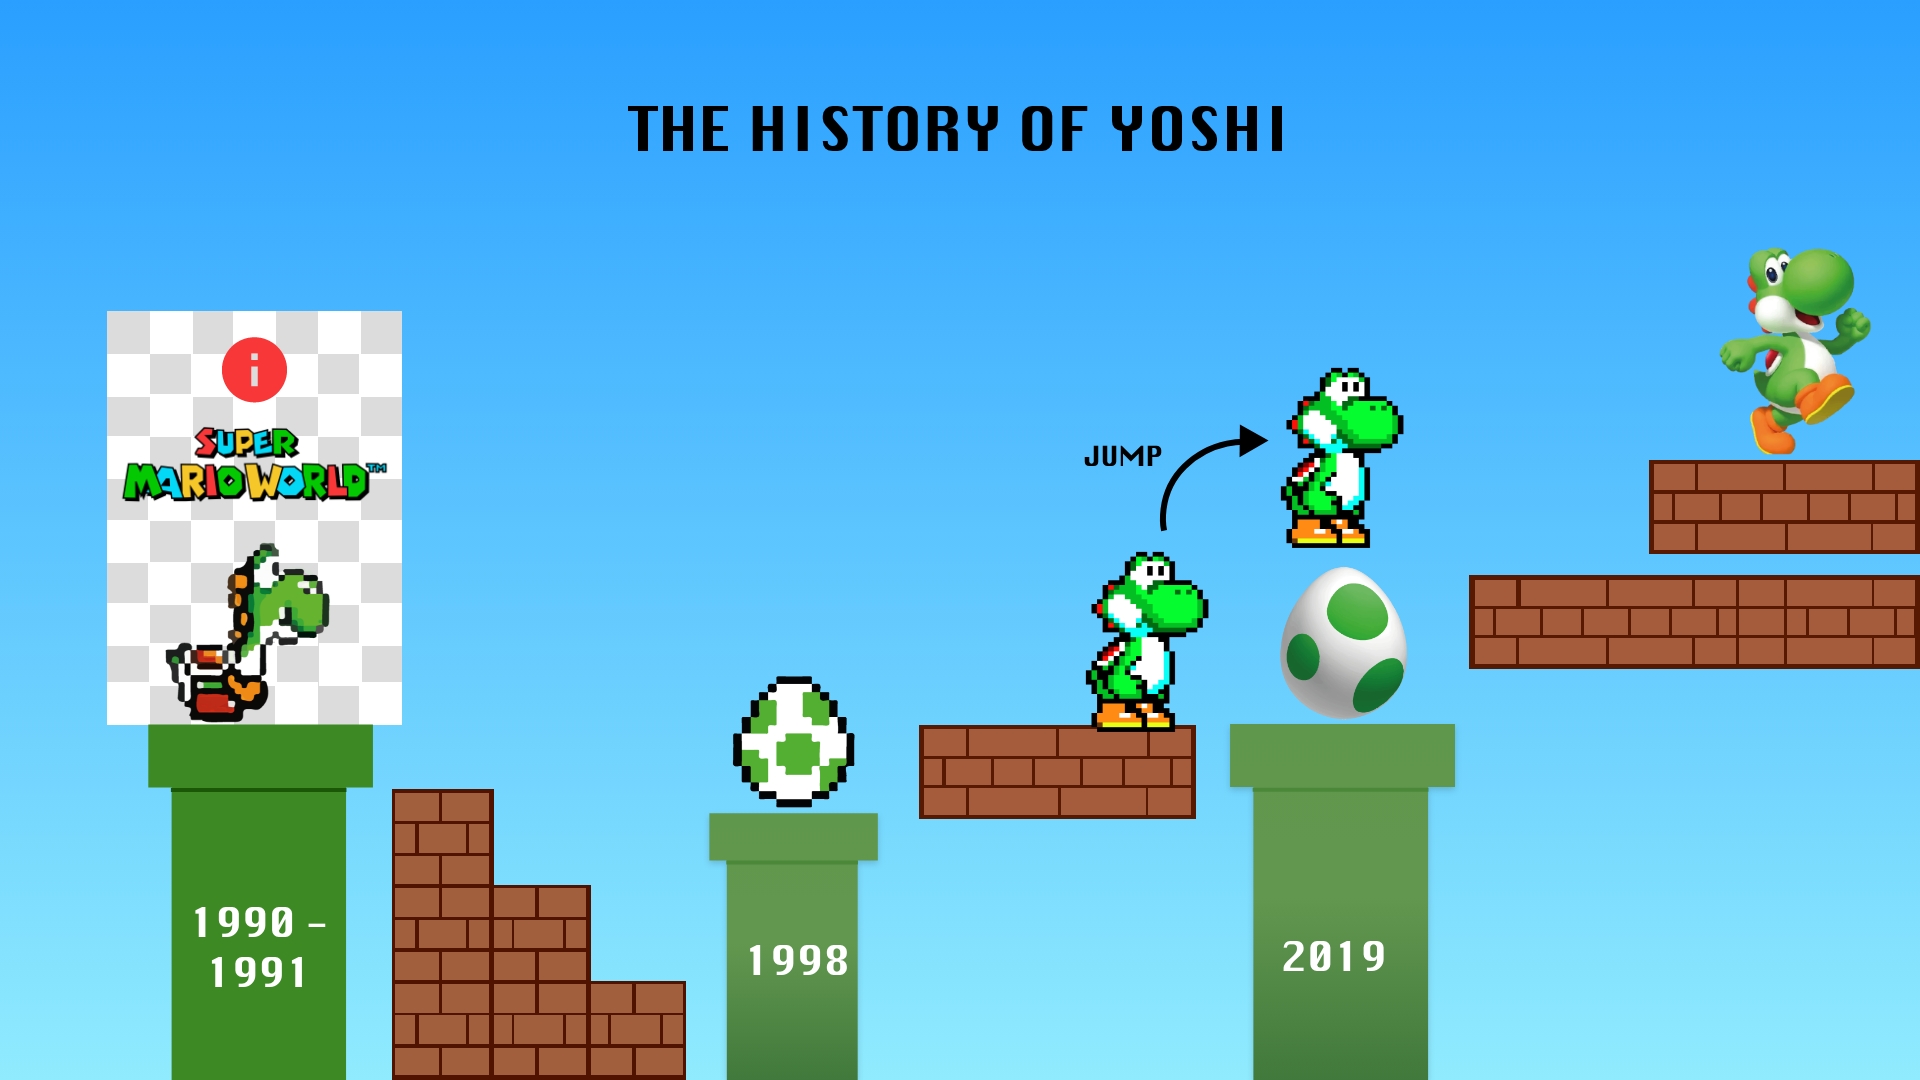 THE HISTORY OF YOSHI
i
SUPER
MARIO WORLD™
JUMP
1990 –
1991
1998
2019